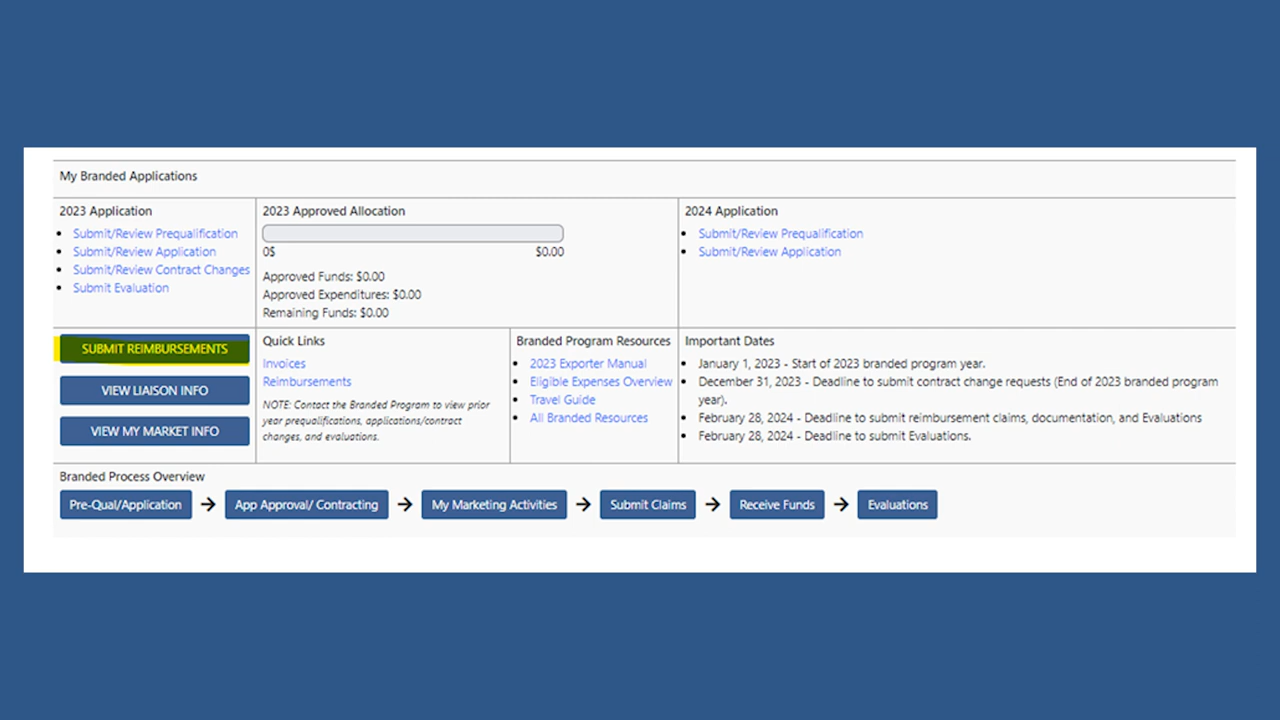 My Branded Applications
2023 Application
Submit/Review Prequalification
Submit/Review Application
Submit/Review Contract Changes
Submit Evaluation
2023 Approved Allocation
0$ $0.00
Approved Funds: $0.00
Approved Expenditures: $0.00
Remaining Funds: $0.00
2024 Application
Submit/Review Prequalification
Submit/Review Application
SUBMIT REIMBURSEMENTS
VIEW LIAISON INFO
VIEW MY MARKET INFO
Quick Links
Invoices
Reimbursements
NOTE: Contact the Branded Program to view prior
year prequalifications, applications/contract
changes, and evaluations.
Branded Program Resources
2023 Exporter Manual
Eligible Expenses Overview
Travel Guide
All Branded Resources
Important Dates
January 1, 2023 - Start of 2023 branded program year.
December 31, 2023 - Deadline to submit contract change requests (End of 2023 branded program
year).
February 28, 2024 - Deadline to submit reimbursement claims, documentation, and Evaluations
February 28, 2024 - Deadline to submit Evaluations.
Branded Process Overview
Pre-Qual/Application → App Approval/ Contracting → My Marketing Activities → Submit Claims → Receive Funds → Evaluations